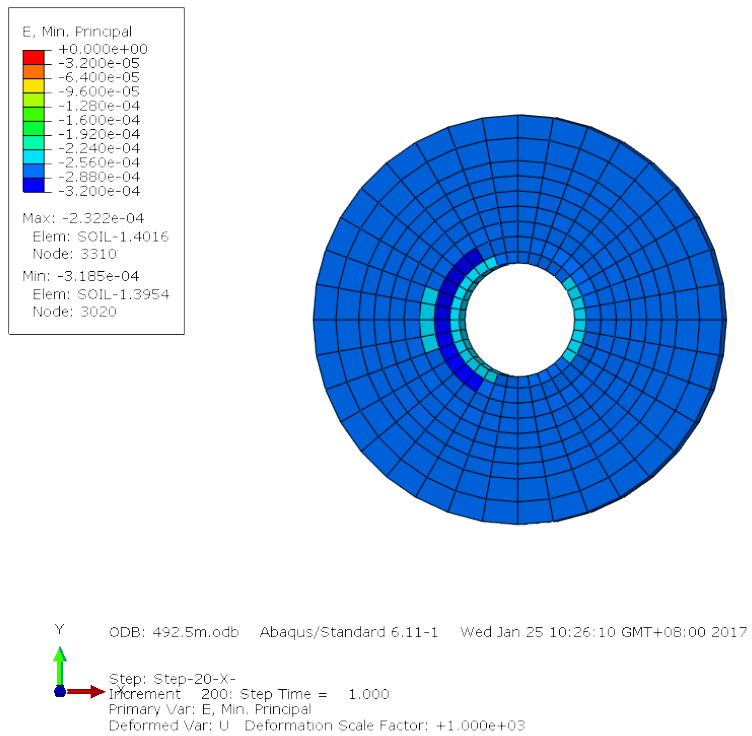 E, Min. Principal
+0.000e+00
-3.200e-05
-6.400e-05
-9.600e-05
-1.280e-04
-1.600e-04
-1.920e-04
-2.240e-04
-2.560e-04
-2.880e-04
-3.200e-04
Max: -2.322e-04
Elem: SOIL-1.4016
Node: 3310
Min: -3.185e-04
Elem: SOIL-1.3954
Node: 3020
Y
X
ODB: 492.5m.odb Abaqus/Standard 6.11-1 Wed Jan 25 10:26:10 GMT+08:00 2017
Step: Step-20-X-
Increment 200: Step Time = 1.000
Primary Var: E, Min. Principal
Deformed Var: U Deformation Scale Factor: +1.000e+03